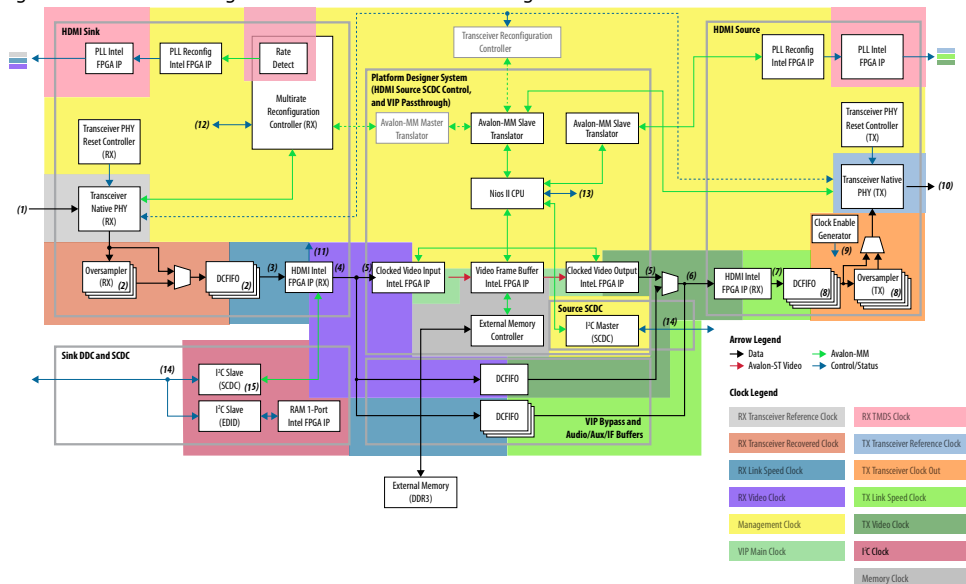 HDMI Sink
PLL Intel
FPGA IP
PLL Reconfig
Intel FPGA IP
Rate
Detect
Multirate
Reconfiguration
Controller (RX)
(12)
Transceiver PHY
Reset Controller
(RX)
(1)
Transceiver
Native PHY
(RX)
Oversampler
(RX)
(2)
DCFIFO
(2)
(3)
(11)
HDMI Intel
FPGA IP (RX)
(4)
Transceiver Reconfiguration
Controller
Platform Designer System
(HDMI Source SCDC Control,
and VIP Passthrough)
Avalon-MM Master
Translator
Avalon-MM Slave
Translator
Avalon-MM Slave
Translator
Nios II CPU
(13)
(5)
Clocked Video Input
InteL FPGA IP
Video Frame Buffer
InteL FPGA IP
Clocked Video Output
InteL FPGA IP
(5)
(6)
External Memory
Controller
Source SCDC
I²C Master
(SCDC)
(14)
DCFIFO
DCFIFO
VIP Bypass and
Audio/Aux/IF Buffers
External Memory
(DDR3)
HDMI Source
PLL Reconfig
Intel FPGA IP
PLL Intel
FPGA IP
Transceiver PHY
Reset Controller
(TX)
Transceiver Native
PHY (TX)
(10)
Clock Enable
Generator
(9)
HDMI Intel
FPGA IP (RX)
(7)
DCFIFO
(8)
Oversampler
(TX)
(8)
Sink DDC and SCDC
(14)
I²C Slave
(SCDC)
(15)
I²C Slave
(EDID)
RAM 1-Port
Intel FPGA IP
Arrow Legend
Data
Avalon-MM
Avalon-ST Video
Control/Status
Clock Legend
RX Transceiver Reference Clock
RX TMDS Clock
RX Transceiver Recovered Clock
TX Transceiver Reference Clock
RX Link Speed Clock
TX Transceiver Clock Out
RX Video Clock
TX Link Speed Clock
Management Clock
TX Video Clock
VIP Main Clock
I²C Clock
Memory Clock